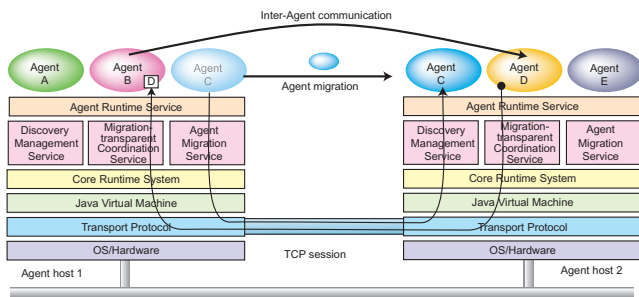 Inter-Agent communication
Agent
A
Agent
B
D
Agent
C
Agent migration
Agent
C
Agent
D
Agent
E
Agent Runtime Service
Agent Runtime Service
Discovery
Management
Service
Migration-
transparent
Coordination
Service
Agent
Migration
Service
Discovery
Management
Service
Migration-
transparent
Coordination
Service
Agent
Migration
Service
Core Runtime System
Core Runtime System
Java Virtual Machine
Java Virtual Machine
Transport Protocol
Transport Protocol
OS/Hardware
TCP session
OS/Hardware
Agent host 1
Agent host 2